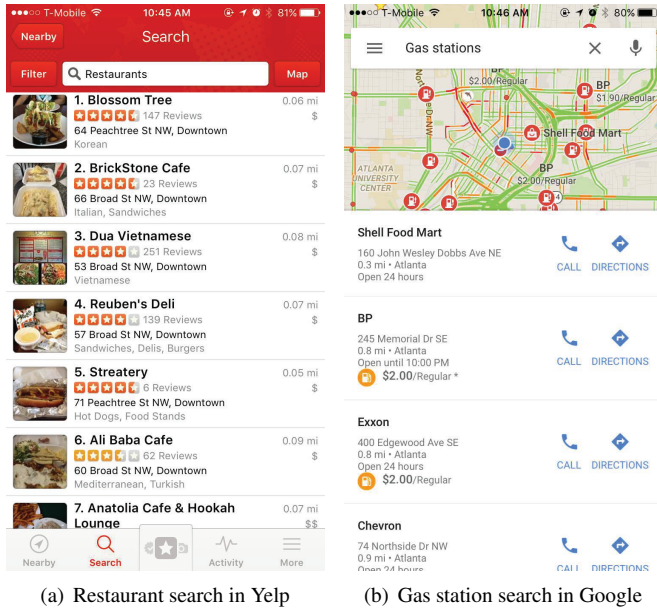 T-Mobile 10:45 AM 81%
Nearby Search
Filter Restaurants Map
1. Blossom Tree 0.06 mi
147 Reviews $
64 Peachtree St NW, Downtown
Korean
2. BrickStone Cafe 0.07 mi
23 Reviews $
66 Broad St NW, Downtown
Italian, Sandwiches
3. Dua Vietnamese 0.08 mi
251 Reviews $
53 Broad St NW, Downtown
Vietnamese
4. Reuben's Deli 0.07 mi
139 Reviews $
57 Broad St NW, Downtown
Sandwiches, Delis, Burgers
5. Streatery 0.05 mi
6 Reviews $
71 Peachtree St NW, Downtown
Hot Dogs, Food Stands
6. Ali Baba Cafe 0.09 mi
62 Reviews $
60 Broad St NW, Downtown
Mediterranean, Turkish
7. Anatolia Cafe & Hookah 0.07 mi
Lounge $$
Nearby Search Activity More
(a) Restaurant search in Yelp
T-Mobile 10:46 AM 80%
Gas stations
BP
$2.00/Regular
BP
$1.90/Regular
Shell Food Mart
BP
$2.00/Regular
ATLANTA
UNIVERSITY
CENTER
4
Shell Food Mart
160 John Wesley Dobbs Ave NE
0.3 mi • Atlanta
Open 24 hours
CALL DIRECTIONS
BP
245 Memorial Dr SE
0.8 mi • Atlanta
Open until 10:00 PM
$2.00/Regular *
CALL DIRECTIONS
Exxon
400 Edgewood Ave SE
0.8 mi • Atlanta
Open 24 hours
$2.00/Regular
CALL DIRECTIONS
Chevron
74 Northside Dr NW
0.9 mi • Atlanta
Open 24 hours
CALL DIRECTIONS
(b) Gas station search in Google